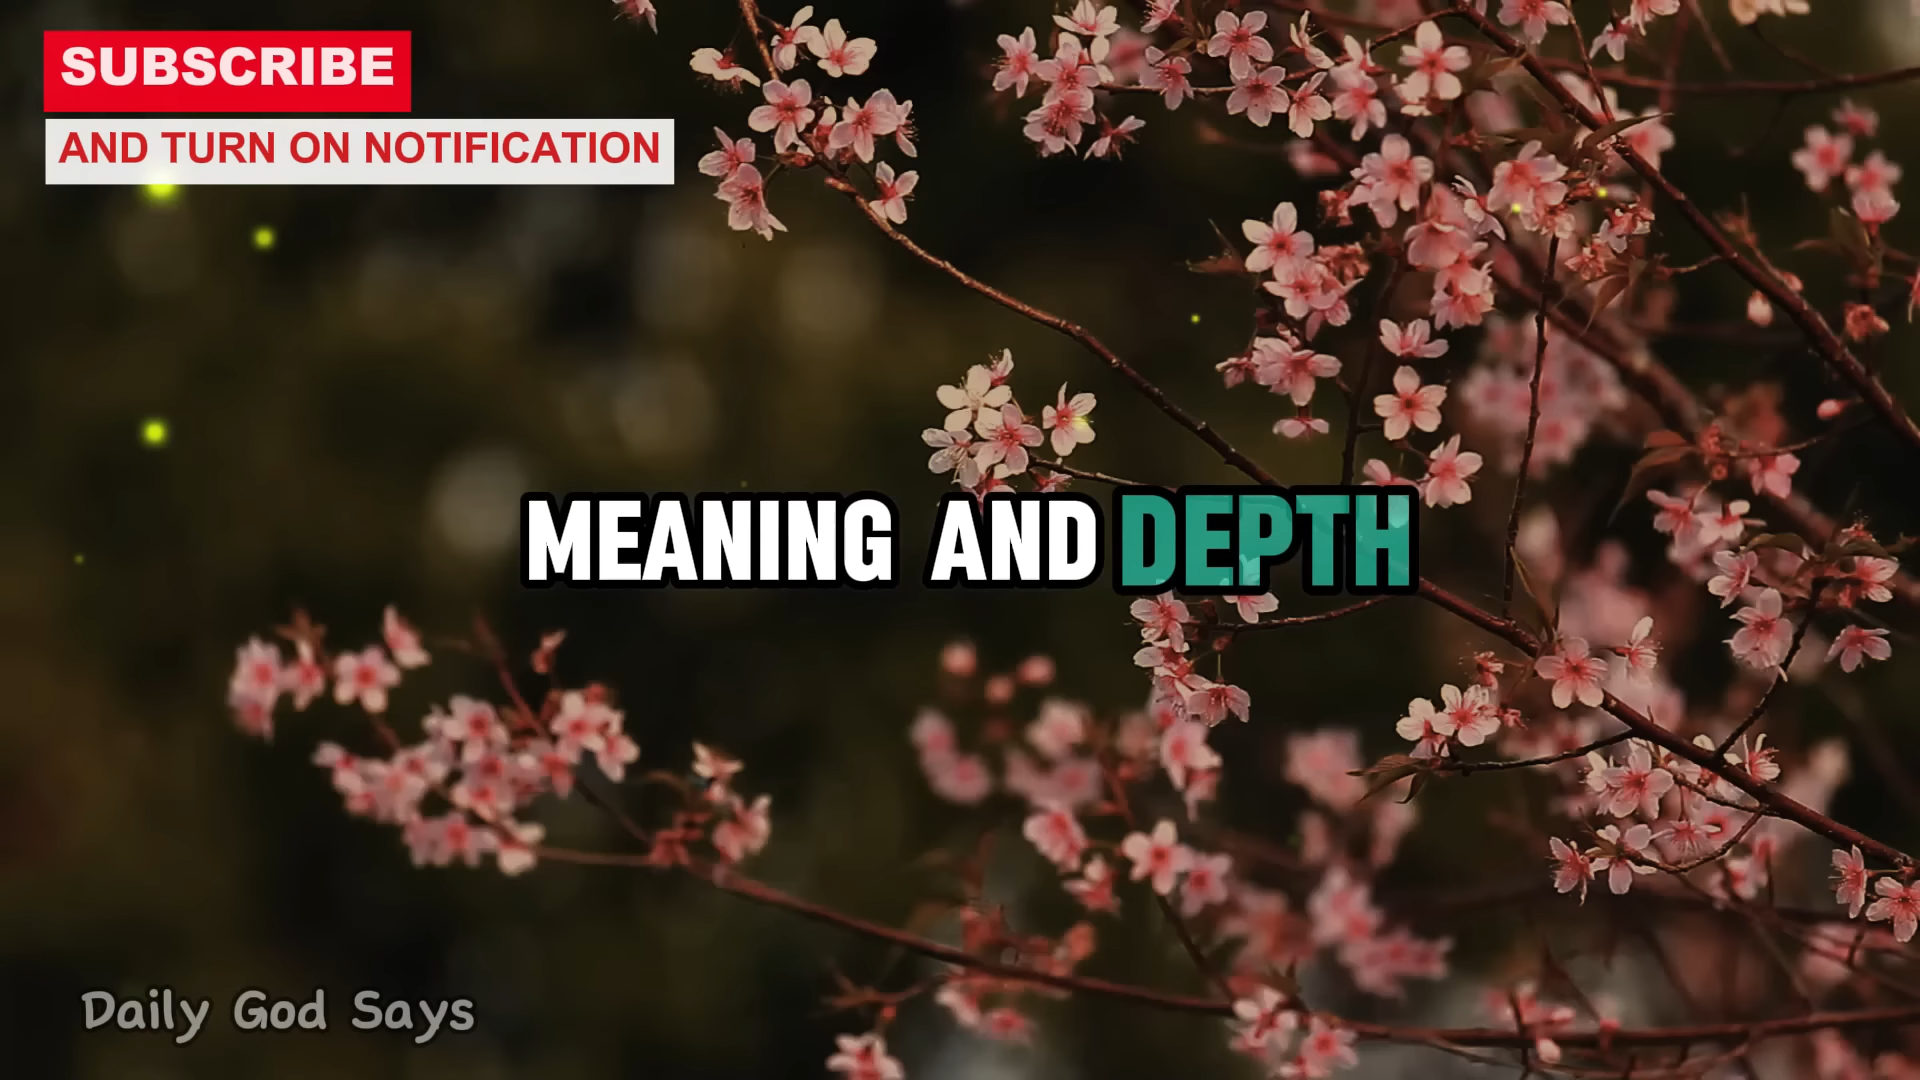 SUBSCRIBE
AND TURN ON NOTIFICATION
MEANING AND DEPTH
Daily God Says